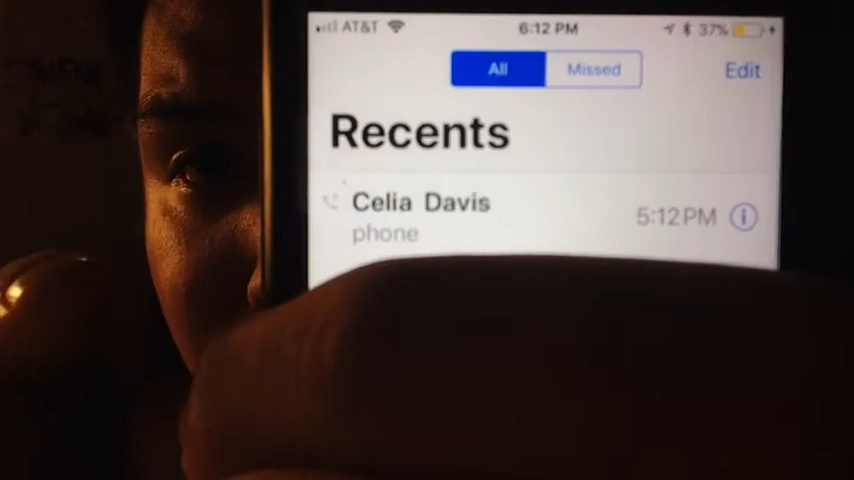 AT&T 6:12 PM 37%
All Missed Edit
Recents
Celia Davis
5:12 PM
phone